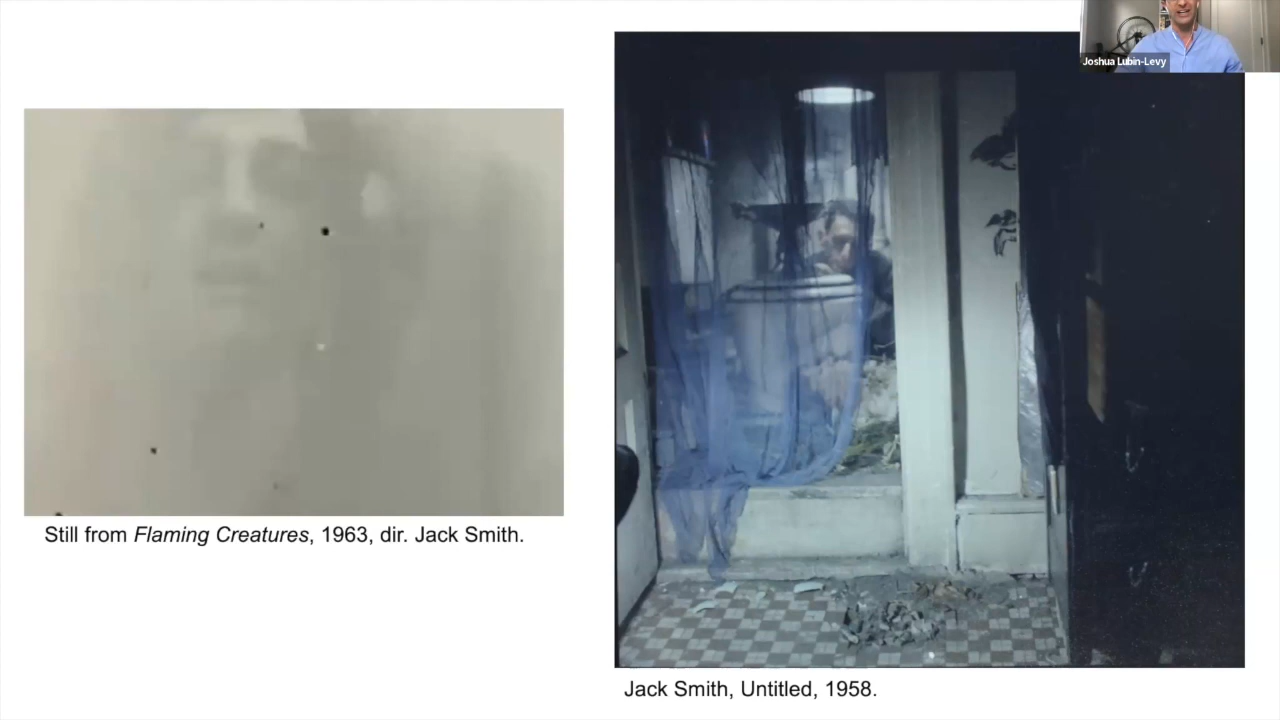 Joshua Lubin-Levy
Still from Flaming Creatures, 1963, dir. Jack Smith.
Jack Smith, Untitled, 1958.